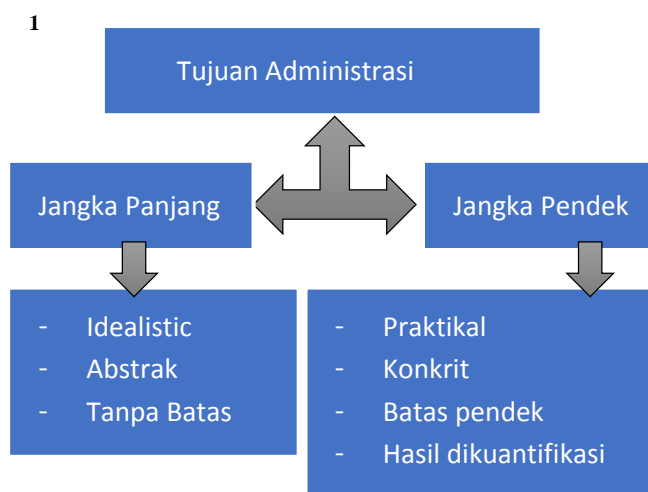 1
Tujuan Administrasi
Jangka Panjang
Jangka Pendek
- Idealistic
- Abstrak
- Tanpa Batas
- Praktikal
- Konkrit
- Batas pendek
- Hasil dikuantifikasi